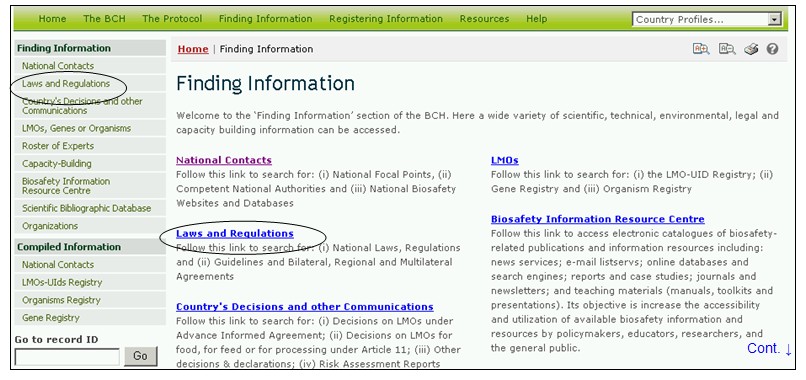 Home The BCH The Protocol Finding Information Registering Information Resources Help Country Profiles...
Finding Information
National Contacts
Laws and Regulations
Country's Decisions and other
Communications
LMOs, Genes or Organisms
Roster of Experts
Capacity-Building
Biosafety Information
Resource Centre
Scientific Bibliographic Database
Organizations
Compiled Information
National Contacts
LMOs-UIds Registry
Organisms Registry
Gene Registry
Go to record ID
Go
Home | Finding Information
Finding Information
Welcome to the 'Finding Information' section of the BCH. Here a wide variety of scientific, technical, environmental, legal and
capacity building information can be accessed.
National Contacts
Follow this link to search for: (i) National Focal Points, (ii)
Competent National Authorities and (iii) National Biosafety
Websites and Databases
Laws and Regulations
Follow this link to search for: (i) National Laws, Regulations
and (ii) Guidelines and Bilateral, Regional and Multilateral
Agreements
Country's Decisions and other Communications
Follow this link to search for: (i) Decisions on LMOs under
Advance Informed Agreement; (ii) Decisions on LMOs for
food, for feed or for processing under Article 11; (iii) Other
decisions & declarations; (iv) Risk Assessment Reports
LMOs
Follow this link to search for: (i) the LMO-UID Registry; (ii)
Gene Registry and (iii) Organism Registry
Biosafety Information Resource Centre
Follow this link to access electronic catalogues of biosafety-
related publications and information resources including:
news services; e-mail listservs; online databases and
search engines; reports and case studies; journals and
newsletters; and teaching materials (manuals, toolkits and
presentations). Its objective is increase the accessibility
and utilization of available biosafety information and
resources by policymakers, educators, researchers, and
the general public.
Cont. ↓